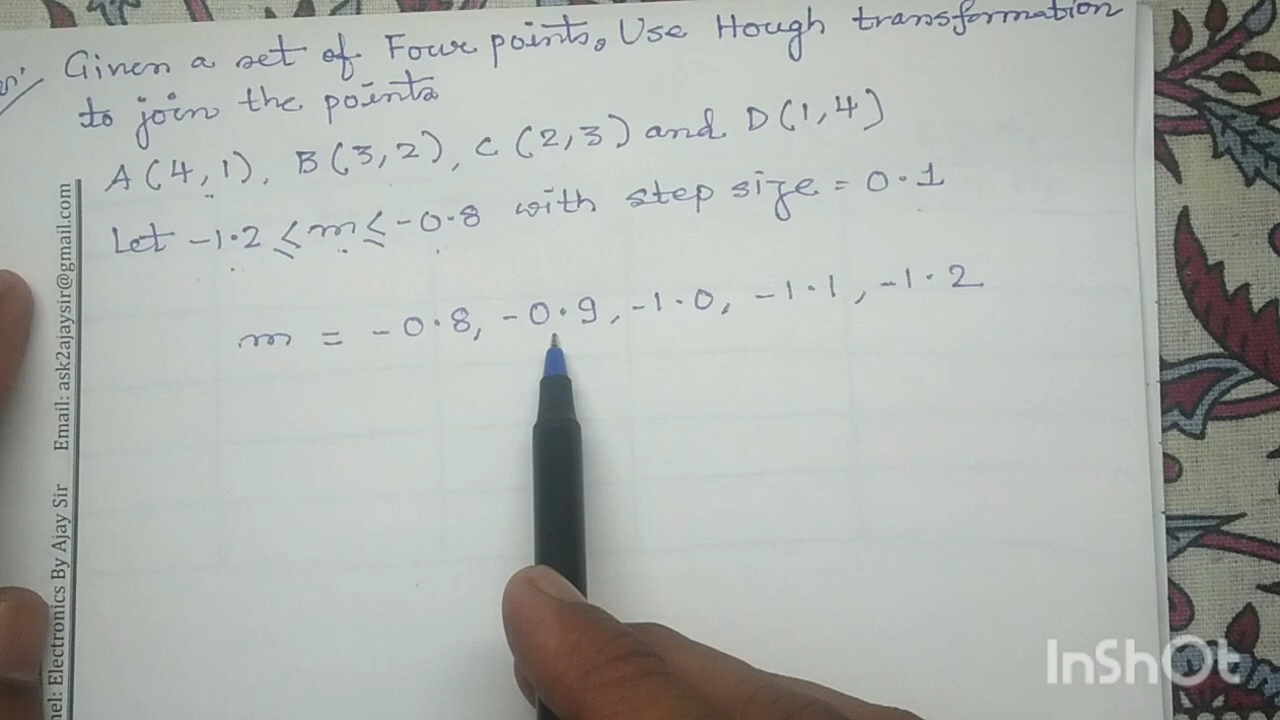 Given a set of Four points, Use Hough transformation
to join the points
A(4,1), B(3,2), C(2,3) and D(1,4)
Let -1.2 ≤ m ≤ -0.8 with step size = 0.1
m = -0.8, -0.9, -1.0, -1.1, -1.2
nel: Electronics By Ajay Sir Email: ask2ajaysir@gmail.com
InShOt